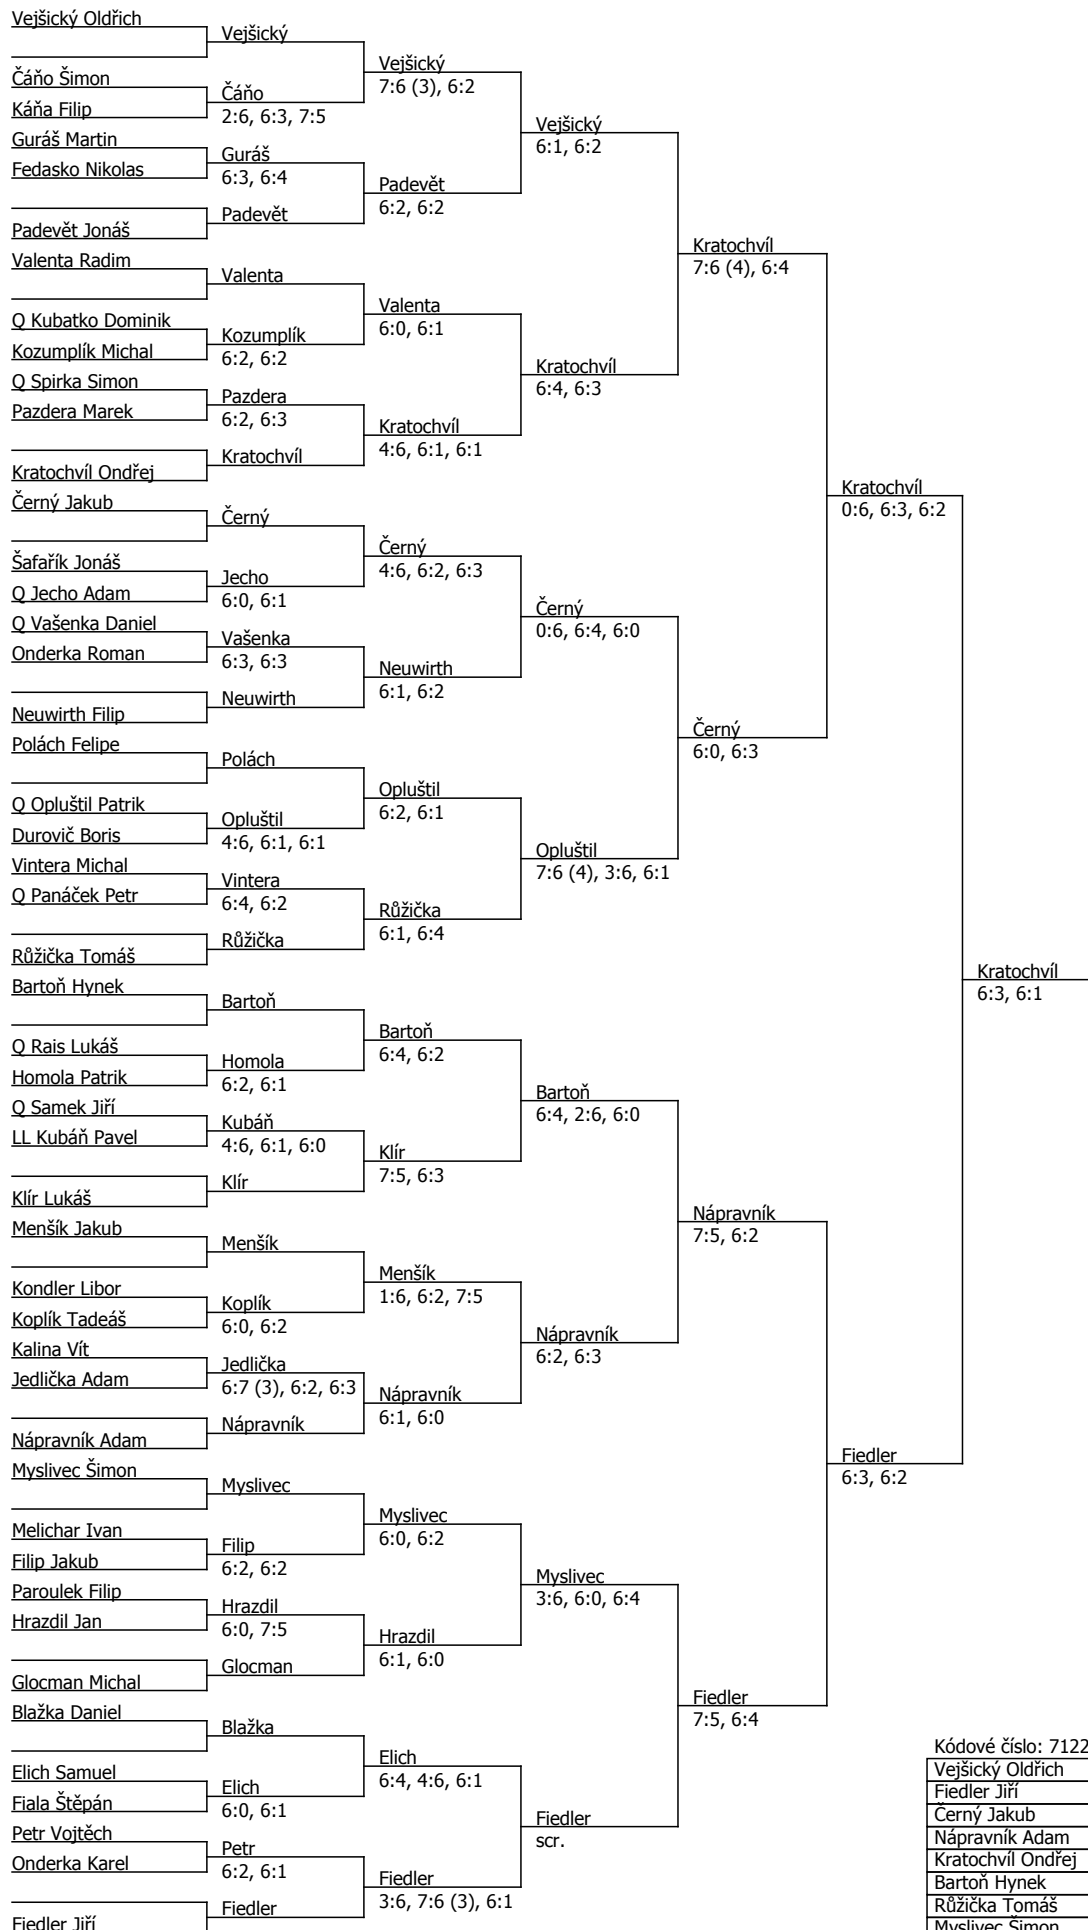 Vejšický Oldřich
Vejšický
Vejšický
7:6 (3), 6:2
Čáňo Šimon
Čáňo
Káňa Filip
2:6, 6:3, 7:5
Vejšický
6:1, 6:2
Guráš Martin
Guráš
Fedasko Nikolas
6:3, 6:4
Padevět
6:2, 6:2
Padevět
Padevět Jonáš
Kratochvíl
7:6 (4), 6:4
Valenta Radim
Valenta
Valenta
6:0, 6:1
Q Kubatko Dominik
Kozumplík
Kozumplík Michal
6:2, 6:2
Kratochvíl
6:4, 6:3
Q Spirka Simon
Pazdera
Pazdera Marek
6:2, 6:3
Kratochvíl
4:6, 6:1, 6:1
Kratochvíl
Kratochvíl Ondřej
Kratochvíl
0:6, 6:3, 6:2
Černý Jakub
Černý
Černý
4:6, 6:2, 6:3
Šafařík Jonáš
Jecho
Q Jecho Adam
6:0, 6:1
Černý
0:6, 6:4, 6:0
Q Vašenka Daniel
Vašenka
Onderka Roman
6:3, 6:3
Neuwirth
6:1, 6:2
Neuwirth
Neuwirth Filip
Černý
6:0, 6:3
Polách Felipe
Polách
Opluštil
6:2, 6:1
Q Opluštil Patrik
Opluštil
Durovič Boris
4:6, 6:1, 6:1
Opluštil
7:6 (4), 3:6, 6:1
Vintera Michal
Vintera
Q Panáček Petr
6:4, 6:2
Růžička
6:1, 6:4
Růžička
Růžička Tomáš
Kratochvíl
6:3, 6:1
Bartoň Hynek
Bartoň
Bartoň
6:4, 6:2
Q Rais Lukáš
Homola
Homola Patrik
6:2, 6:1
Bartoň
6:4, 2:6, 6:0
Q Samek Jiří
Kubáň
LL Kubáň Pavel
4:6, 6:1, 6:0
Klír
7:5, 6:3
Klír
Klír Lukáš
Nápravník
7:5, 6:2
Menšík Jakub
Menšík
Menšík
1:6, 6:2, 7:5
Kondler Libor
Koplík
Koplík Tadeáš
6:0, 6:2
Nápravník
6:2, 6:3
Kalina Vít
Jedlička
Jedlička Adam
6:7 (3), 6:2, 6:3
Nápravník
6:1, 6:0
Nápravník
Nápravník Adam
Fiedler
6:3, 6:2
Myslivec Šimon
Myslivec
Myslivec
6:0, 6:2
Melichar Ivan
Filip
Filip Jakub
6:2, 6:2
Myslivec
3:6, 6:0, 6:4
Paroulek Filip
Hrazdil
Hrazdil Jan
6:0, 7:5
Hrazdil
6:1, 6:0
Glocman
Glocman Michal
Fiedler
7:5, 6:4
Blažka Daniel
Blažka
Elich
6:4, 4:6, 6:1
Elich Samuel
Elich
Fiala Štěpán
6:0, 6:1
Fiedler
scr.
Petr Vojtěch
Petr
Onderka Karel
6:2, 6:1
Fiedler
3:6, 7:6 (3), 6:1
Fiedler
Fiedler Jiří
Kódové číslo: 7122
Vejšický Oldřich
Fiedler Jiří
Černý Jakub
Nápravník Adam
Kratochvíl Ondřej
Bartoň Hynek
Růžička Tomáš
Myslivec Šimon